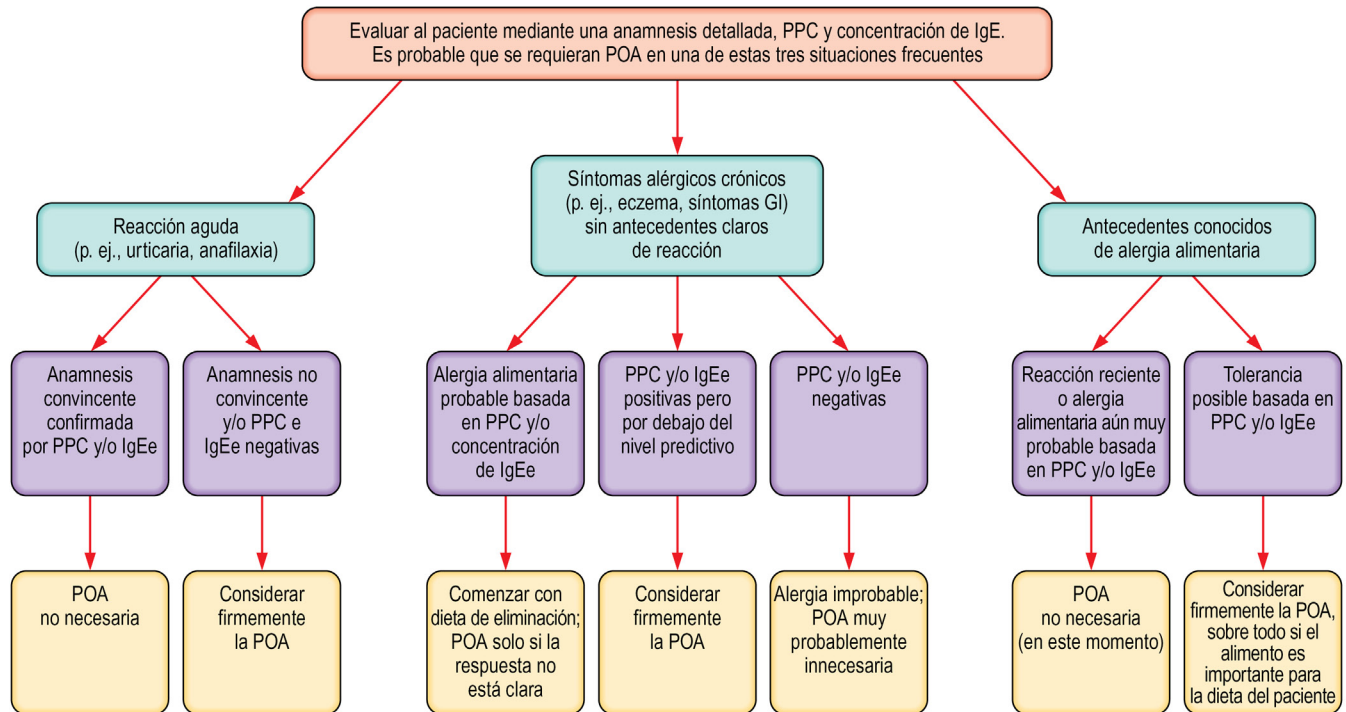 Evaluar al paciente mediante una anamnesis detallada, PPC y concentración de IgE.
Es probable que se requieran POA en una de estas tres situaciones frecuentes
Reacción aguda
(p. ej., urticaria, anafilaxia)
Síntomas alérgicos crónicos
(p. ej., eczema, síntomas GI)
sin antecedentes claros
de reacción
Antecedentes conocidos
de alergia alimentaria
Anamnesis
convincente
confirmada
por PPC y/o IgEe
Anamnesis no
convincente
y/o PPC e
IgEe negativas
Alergia alimentaria
probable basada
en PPC y/o
concentración
de IgEe
PPC y/o IgEe
positivas pero
por debajo del
nivel predictivo
PPC y/o IgEe
negativas
Reacción reciente
o alergia
alimentaria aún muy
probable basada
en PPC y/o IgEe
Tolerancia
posible basada en
PPC y/o IgEe
POA
no necesaria
Considerar
firmemente
la POA
Comenzar con
dieta de eliminación;
POA solo si la
respuesta no
está clara
Considerar
firmemente
la POA
Alergia improbable;
POA muy
probablemente
innecesaria
POA
no necesaria
(en este momento)
Considerar
firmemente la POA,
sobre todo si el
alimento es
importante para
la dieta del paciente